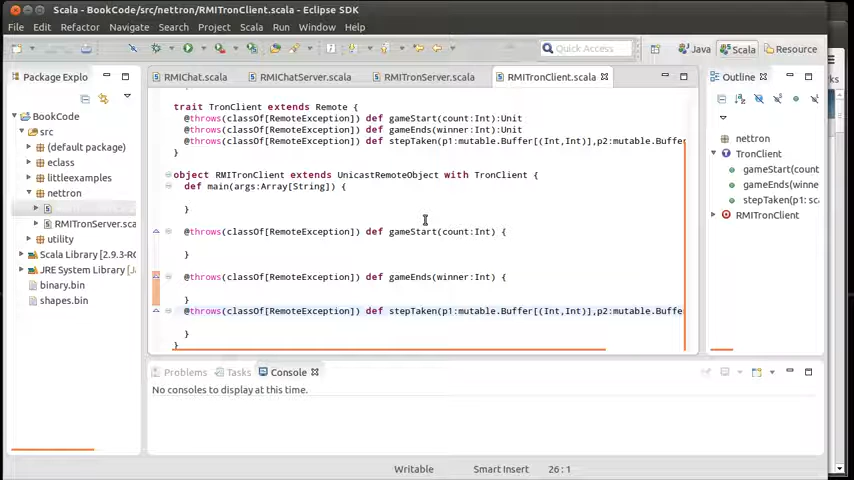 Scala - BookCode/src/nettron/RMITronClient.scala - Eclipse SDK
File Edit Refactor Navigate Search Project Scala Run Window Help
Quick Access
Java
Scala
Resource
Package Explo
RMIChat.scala
RMIChatServer.scala
RMITronServer.scala
RMITronClient.scala
Outline
BookCode
src
(default package)
eclass
littleexamples
nettron
RMITronServer.sca
utility
Scala Library [2.9.3-RC
JRE System Library [Ja
binary.bin
shapes.bin
trait TronClient extends Remote {
@throws(classOf[RemoteException]) def gameStart(count:Int):Unit
@throws(classOf[RemoteException]) def gameEnds(winner:Int):Unit
@throws(classOf[RemoteException]) def stepTaken(p1:mutable.Buffer[(Int,Int)],p2:mutable.Buffer
}
object RMITronClient extends UnicastRemoteObject with TronClient {
def main(args:Array[String]) {
}
@throws(classOf[RemoteException]) def gameStart(count:Int) {
}
@throws(classOf[RemoteException]) def gameEnds(winner:Int) {
}
@throws(classOf[RemoteException]) def stepTaken(p1:mutable.Buffer[(Int,Int)],p2:mutable.Buffe
}
}
nettron
TronClient
gameStart(count
gameEnds(winne
stepTaken(p1: sc
RMITronClient
Problems
Tasks
Console
No consoles to display at this time.
Writable
Smart Insert
26 : 1